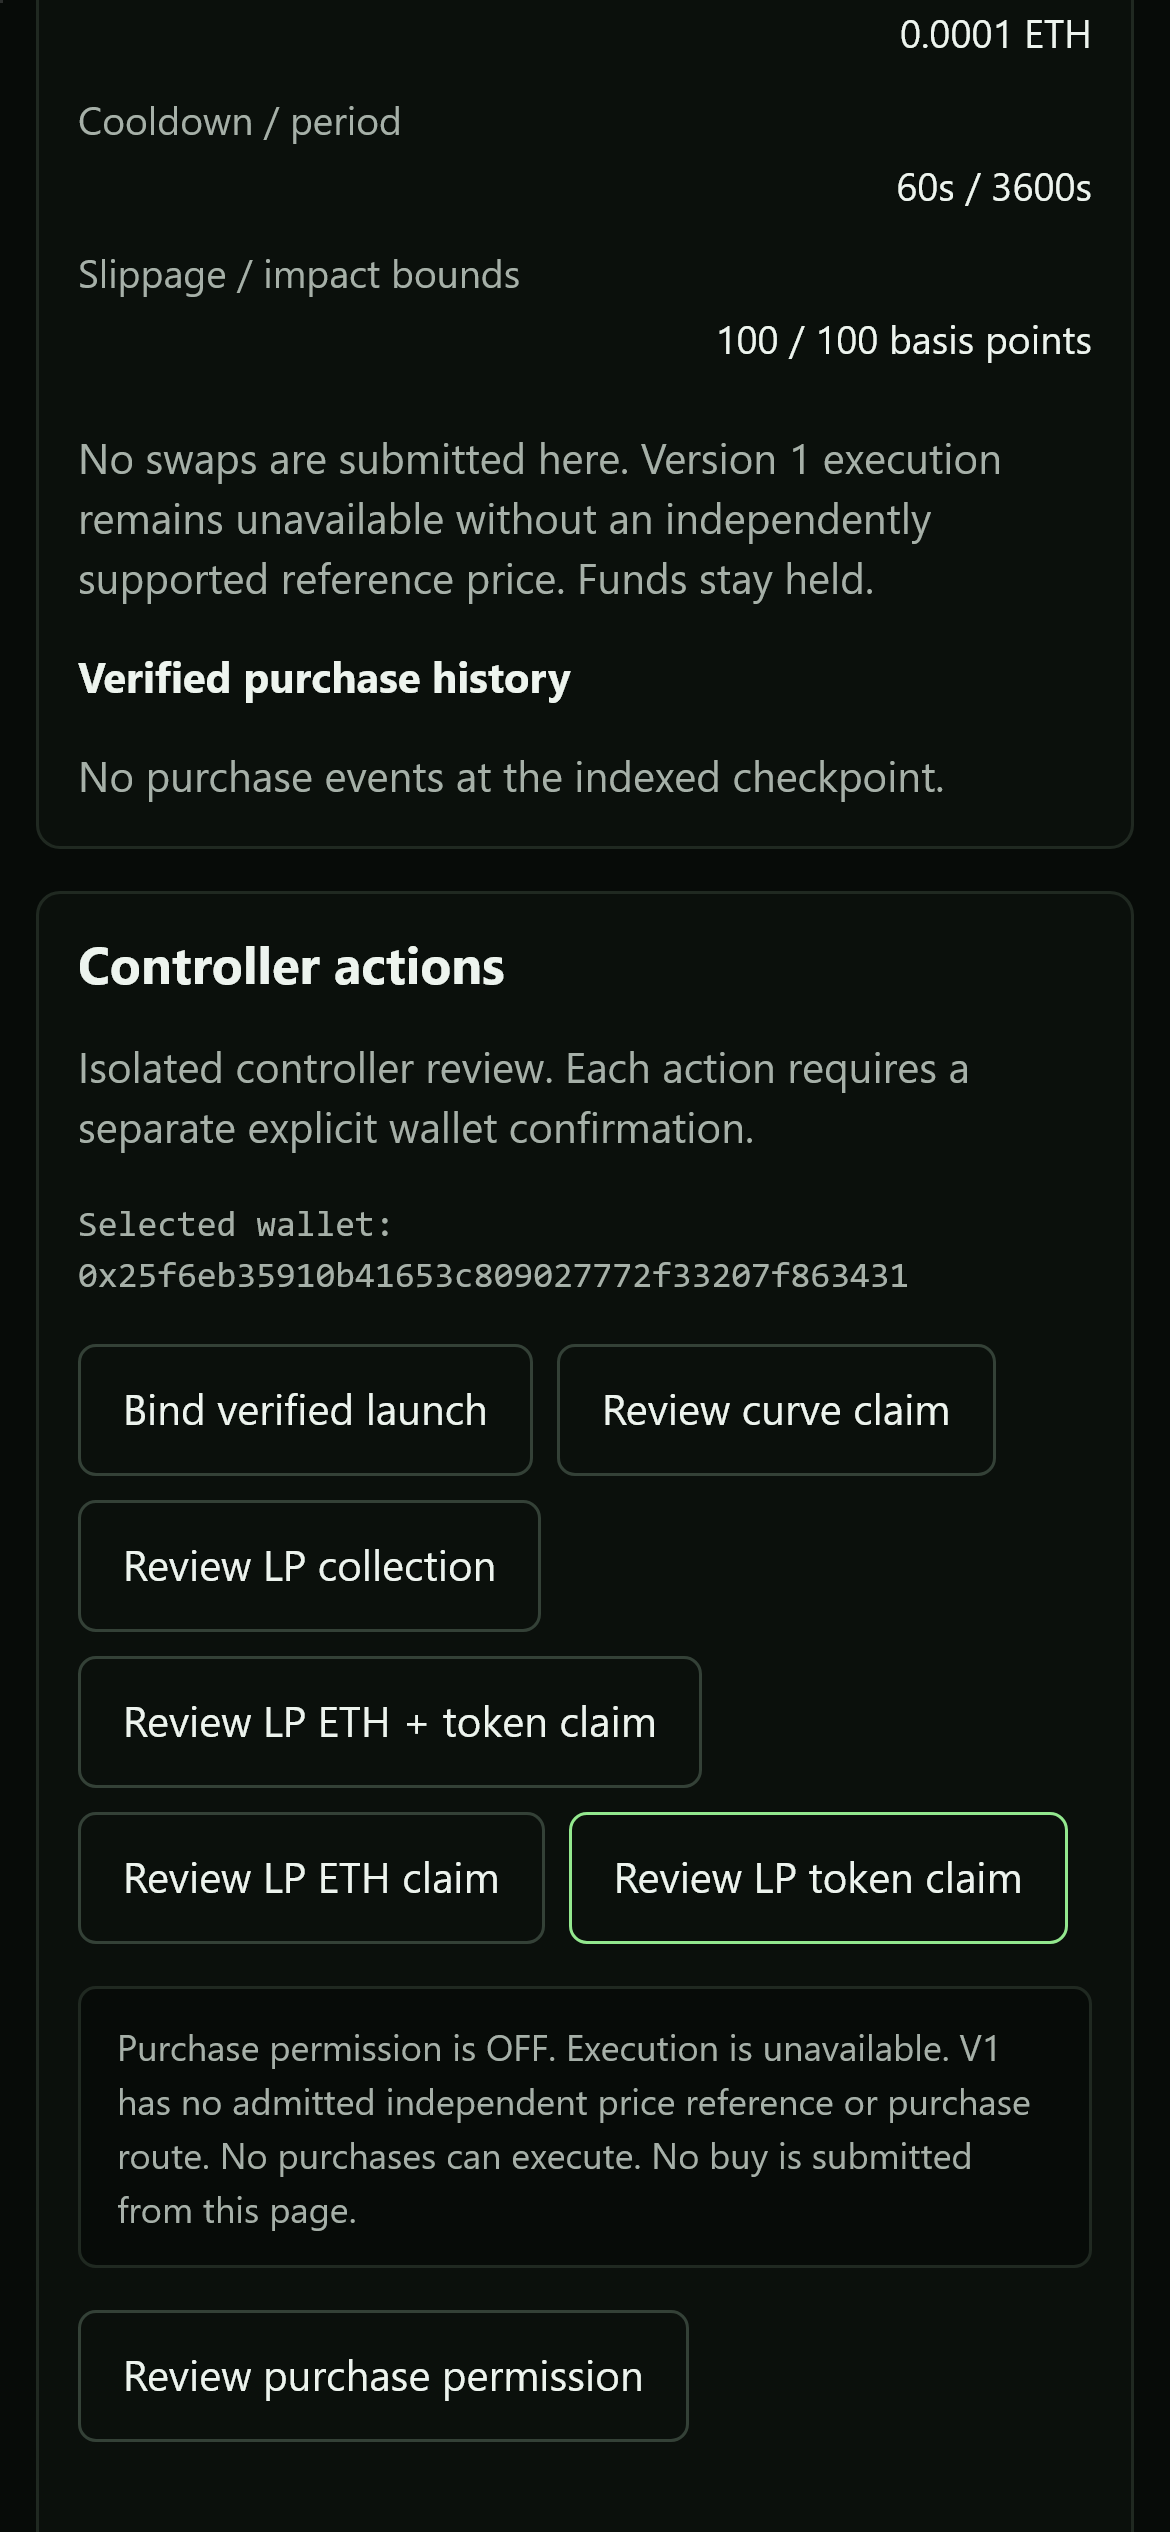 0.0001 ETH
Cooldown / period
60s / 3600s
Slippage / impact bounds
100 / 100 basis points
No swaps are submitted here. Version 1 execution
remains unavailable without an independently
supported reference price. Funds stay held.
Verified purchase history
No purchase events at the indexed checkpoint.
Controller actions
Isolated controller review. Each action requires a
separate explicit wallet confirmation.
Selected wallet:
0x25f6eb35910b41653c809027772f33207f863431
Bind verified launch
Review curve claim
Review LP collection
Review LP ETH + token claim
Review LP ETH claim
Review LP token claim
Purchase permission is OFF. Execution is unavailable. V1
has no admitted independent price reference or purchase
route. No purchases can execute. No buy is submitted
from this page.
Review purchase permission